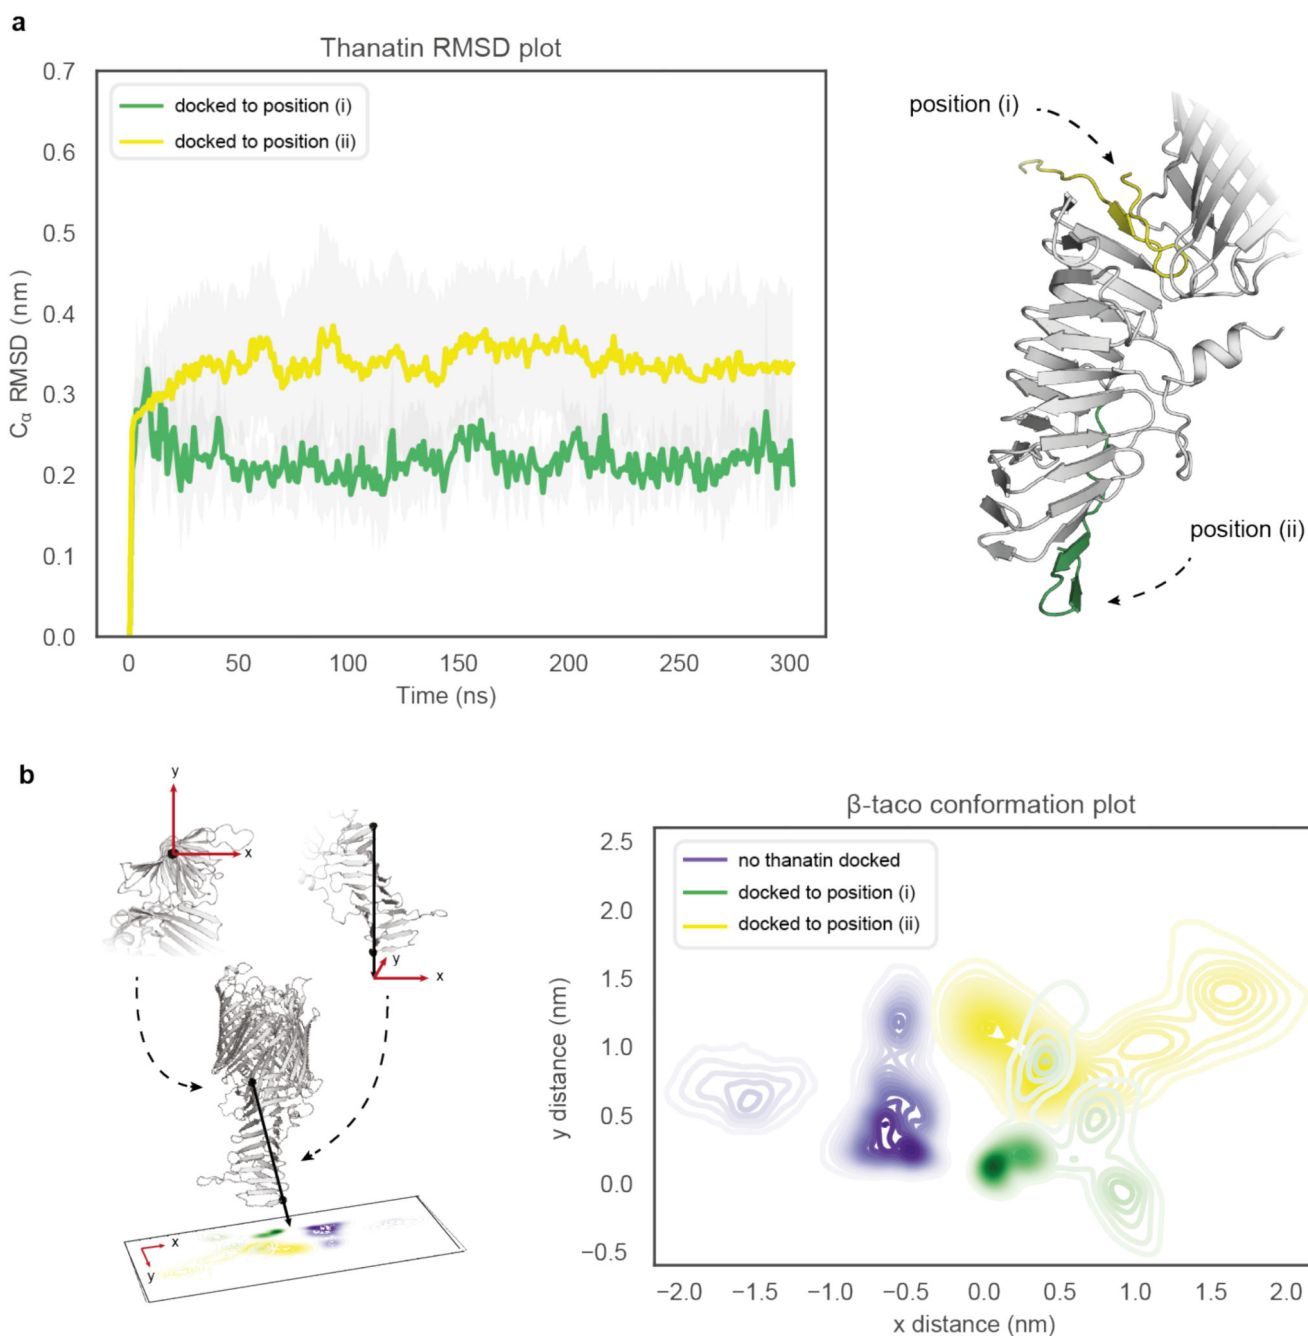 a
Thanatin RMSD plot
0.7
0.6
0.5
0.4
0.3
0.2
0.1
0.0
Cα RMSD (nm)
docked to position (i)
docked to position (ii)
0 50 100 150 200 250 300
Time (ns)
position (i)
position (ii)
b
y
x
y
x
x
y
β-taco conformation plot
2.5
2.0
1.5
1.0
0.5
0.0
−0.5
y distance (nm)
no thanatin docked
docked to position (i)
docked to position (ii)
−2.0 −1.5 −1.0 −0.5 0.0 0.5 1.0 1.5 2.0
x distance (nm)